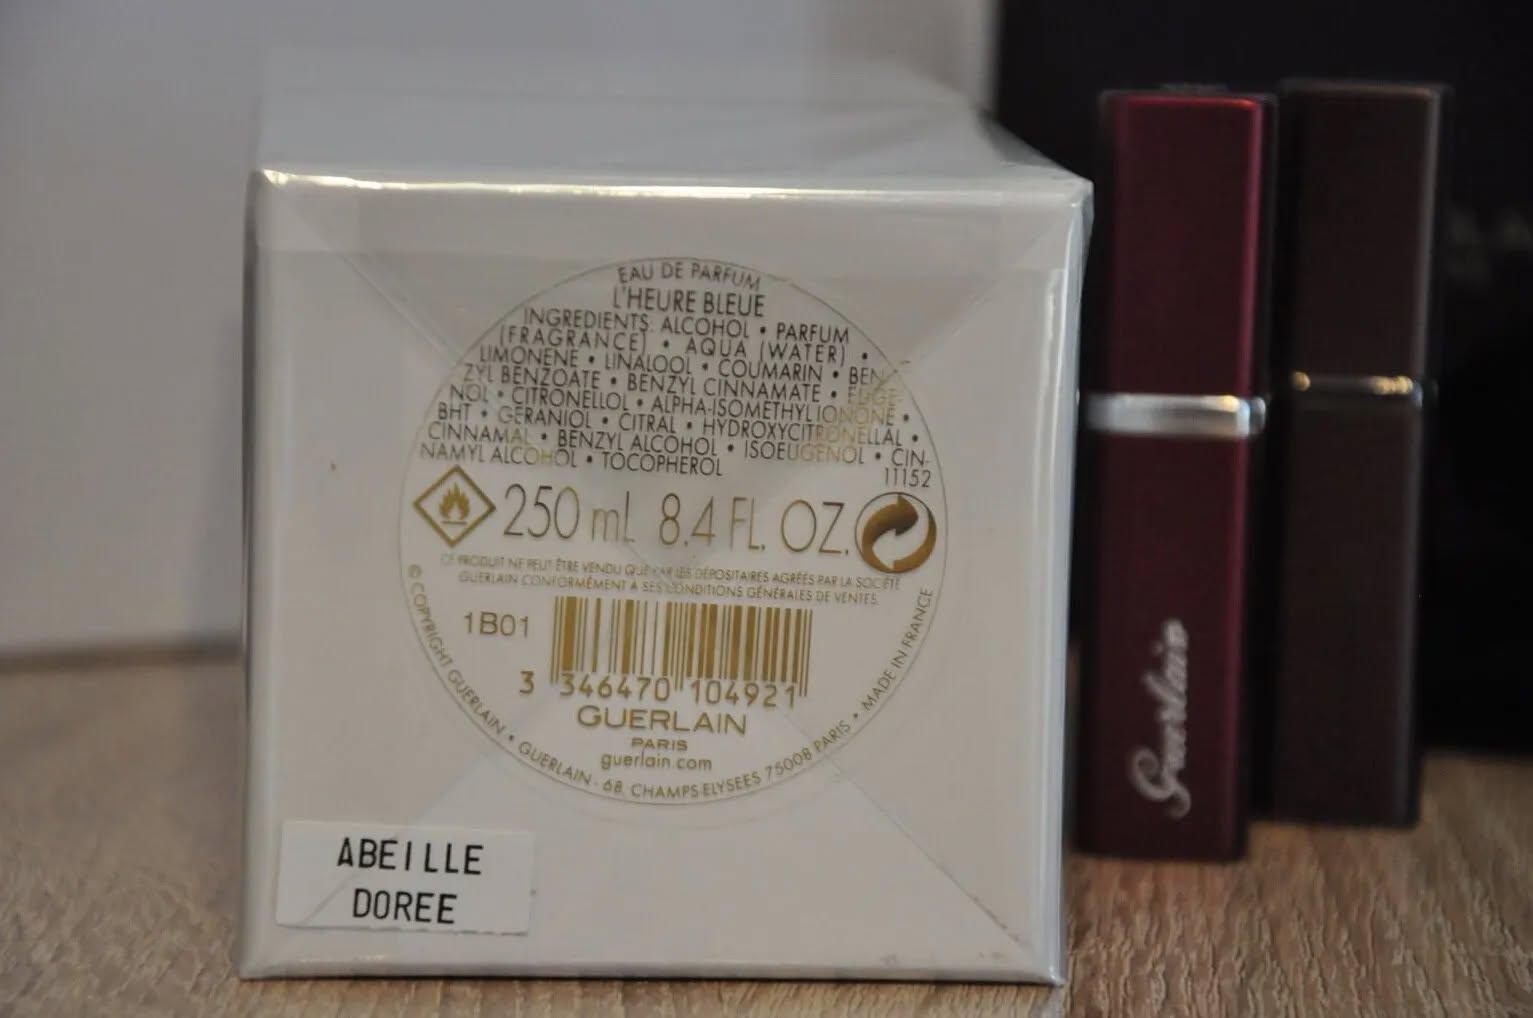 EAU DE PARFUM
L'HEURE BLEUE
INGREDIENTS: ALCOHOL • PARFUM
(FRAGRANCE) • AQUA (WATER) •
LIMONENE • LINALOOL • COUMARIN • BEN-
ZYL BENZOATE • BENZYL CINNAMATE • EUGE-
NOL • CITRONELLOL • ALPHA-ISOMETHYL IONONE •
BHT • GERANIOL • CITRAL • HYDROXYCITRONELLAL •
CINNAMAL • BENZYL ALCOHOL • ISOEUGENOL • CIN-
NAMYL ALCOHOL • TOCOPHEROL
11152
250 mL 8.4 FL. OZ.
CE PRODUIT NE PEUT ÊTRE VENDU QUE PAR LES DÉPOSITAIRES AGRÉÉS PAR LA SOCIÉTÉ
GUERLAIN CONFORMÉMENT A SES CONDITIONS GÉNÉRALES DE VENTES.
1B01
3 346470 104921
GUERLAIN
PARIS
guerlain.com
© COPYRIGHT GUERLAIN • GUERLAIN - 68, CHAMPS ELYSEES 75008 PARIS • MADE IN FRANCE
ABEILLE
DOREE
Guerlain